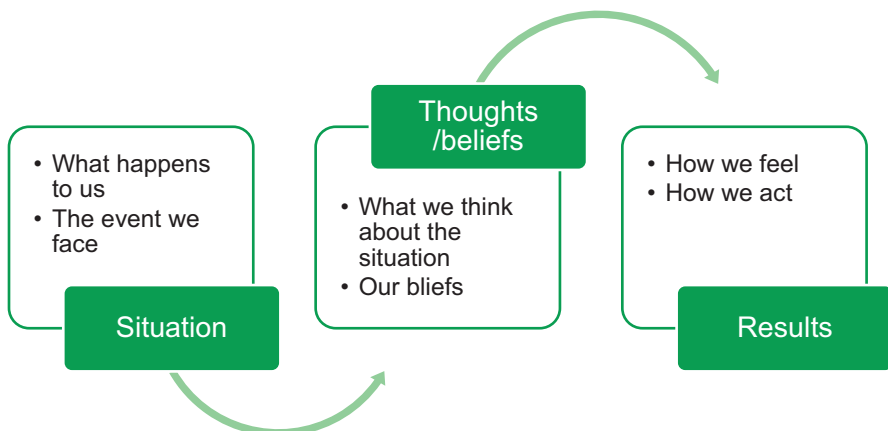 • What happens
to us
• The event we
face
Situation
Thoughts
/beliefs
• What we think
about the
situation
• Our bliefs
• How we feel
• How we act
Results